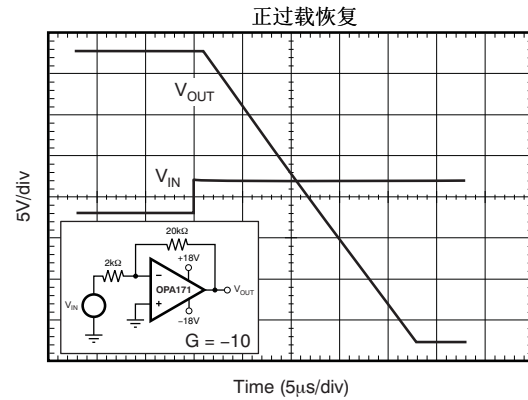 正过载恢复
VOUT
VIN
5V/div
20kΩ
2kΩ
+18V
−
OPA171
+
VIN
VOUT
−18V
G = −10
Time (5μs/div)